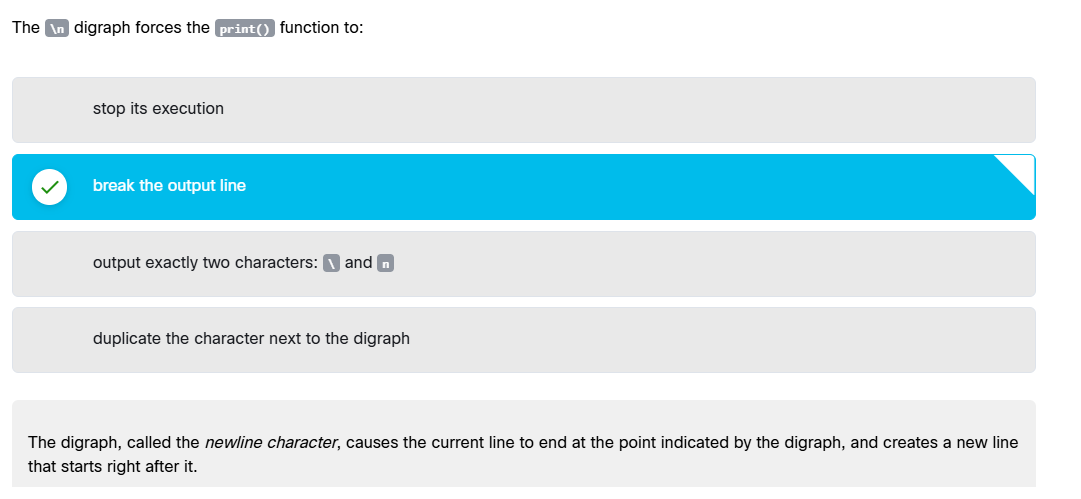 The \n digraph forces the print() function to:
stop its execution
break the output line
output exactly two characters: \ and n
duplicate the character next to the digraph
The digraph, called the newline character, causes the current line to end at the point indicated by the digraph, and creates a new line
that starts right after it.